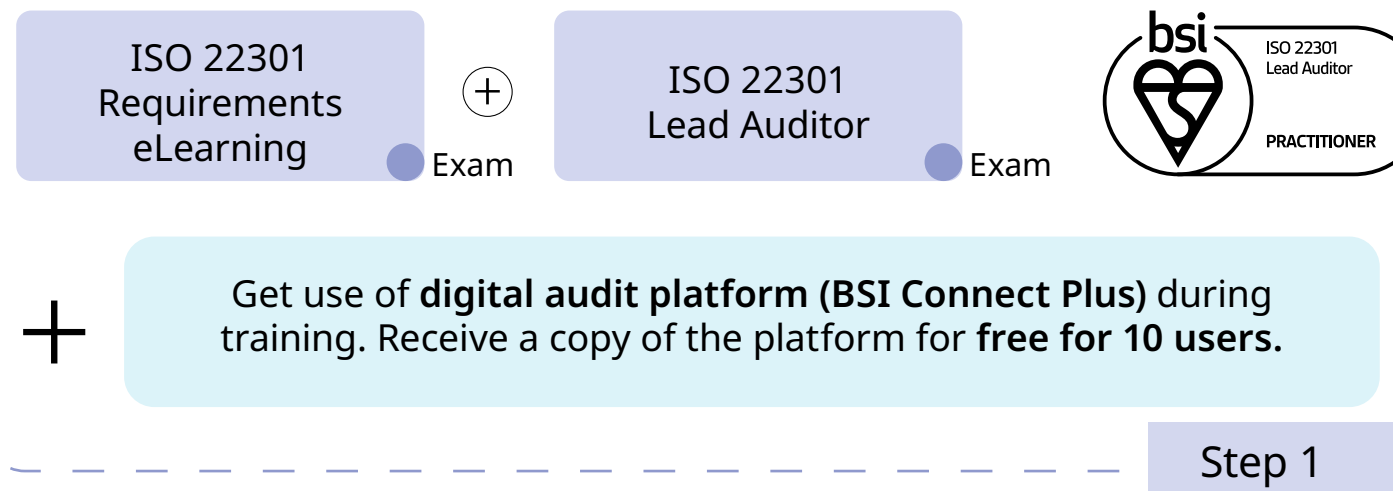 ISO 22301
Requirements
eLearning
Exam
+
ISO 22301
Lead Auditor
Exam
bsi
ISO 22301
Lead Auditor
PRACTITIONER
+
Get use of digital audit platform (BSI Connect Plus) during
training. Receive a copy of the platform for free for 10 users.
Step 1